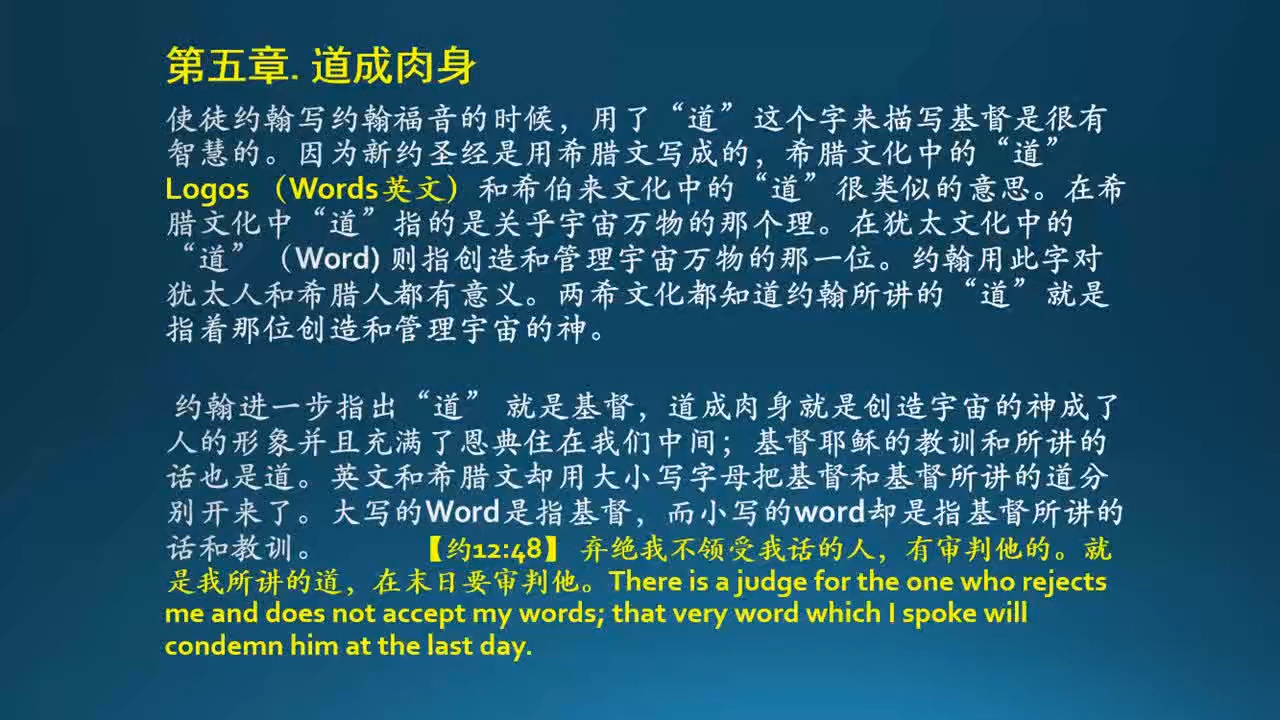 第五章. 道成肉身
使徒约翰写约翰福音的时候，用了“道”这个字来描写基督是很有
智慧的。因为新约圣经是用希腊文写成的，希腊文化中的“道”
Logos （Words英文）和希伯来文化中的“道”很类似的意思。在希
腊文化中“道”指的是关乎宇宙万物的那个理。在犹太文化中的
“道”（Word) 则指创造和管理宇宙万物的那一位。约翰用此字对
犹太人和希腊人都有意义。两希文化都知道约翰所讲的“道”就是
指着那位创造和管理宇宙的神。
约翰进一步指出“道” 就是基督，道成肉身就是创造宇宙的神成了
人的形象并且充满了恩典住在我们中间；基督耶稣的教训和所讲的
话也是道。英文和希腊文却用大小写字母把基督和基督所讲的道分
别开来了。大写的Word是指基督，而小写的word却是指基督所讲的
话和教训。 【约12:48】 弃绝我不领受我话的人，有审判他的。就
是我所讲的道，在末日要审判他。There is a judge for the one who rejects
me and does not accept my words; that very word which I spoke will
condemn him at the last day.